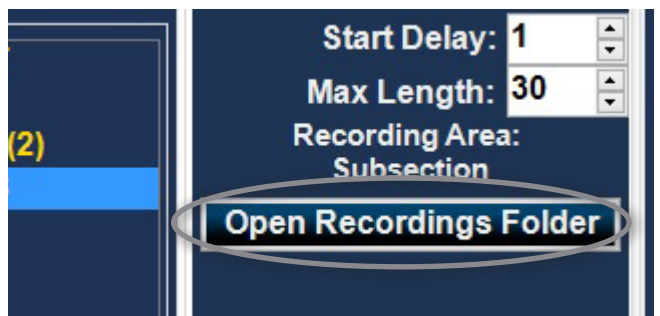 Start Delay: 1
Max Length: 30
(2)
Recording Area:
Subsection
Open Recordings Folder